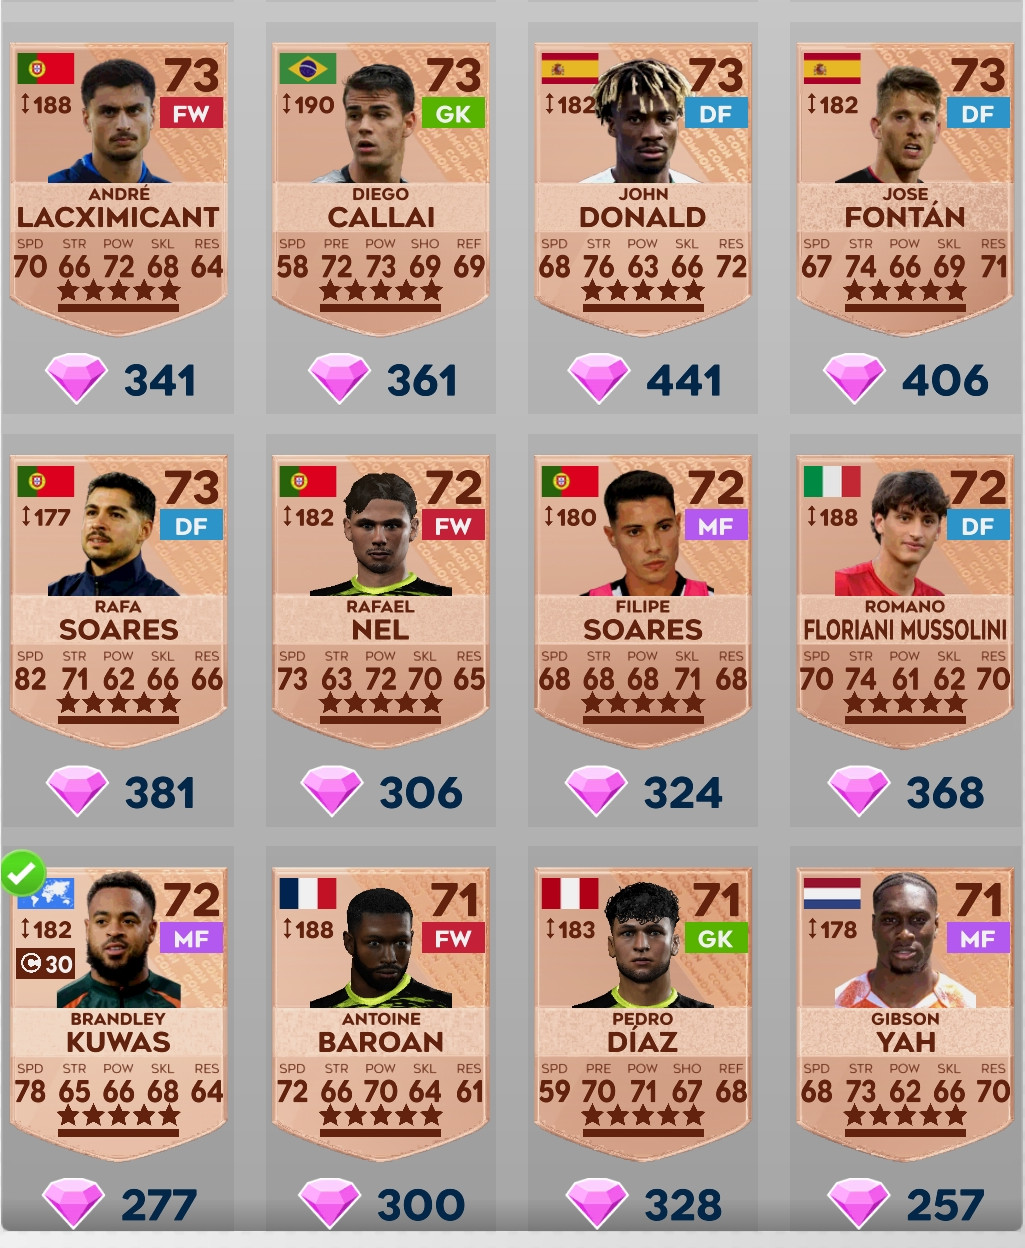 73
188
FW
ANDRÉ
LACXIMICANT
SPD STR POW SKL RES
70 66 72 68 64
341
73
190
GK
DIEGO
CALLAI
SPD PRE POW SHO REF
58 72 73 69 69
361
73
182
DF
JOHN
DONALD
SPD STR POW SKL RES
68 76 63 66 72
441
73
182
DF
JOSE
FONTÁN
SPD STR POW SKL RES
67 74 66 69 71
406
73
177
DF
RAFA
SOARES
SPD STR POW SKL RES
82 71 62 66 66
381
72
182
FW
RAFAEL
NEL
SPD STR POW SKL RES
73 63 72 70 65
306
72
180
MF
FILIPE
SOARES
SPD STR POW SKL RES
68 68 68 71 68
324
72
188
DF
ROMANO
FLORIANI MUSSOLINI
SPD STR POW SKL RES
70 74 61 62 70
368
72
182
MF
C 30
BRANDLEY
KUWAS
SPD STR POW SKL RES
78 65 66 68 64
277
71
188
FW
ANTOINE
BAROAN
SPD STR POW SKL RES
72 66 70 64 61
300
71
183
GK
PEDRO
DÍAZ
SPD PRE POW SHO REF
59 70 71 67 68
328
71
178
MF
GIBSON
YAH
SPD STR POW SKL RES
68 73 62 66 70
257